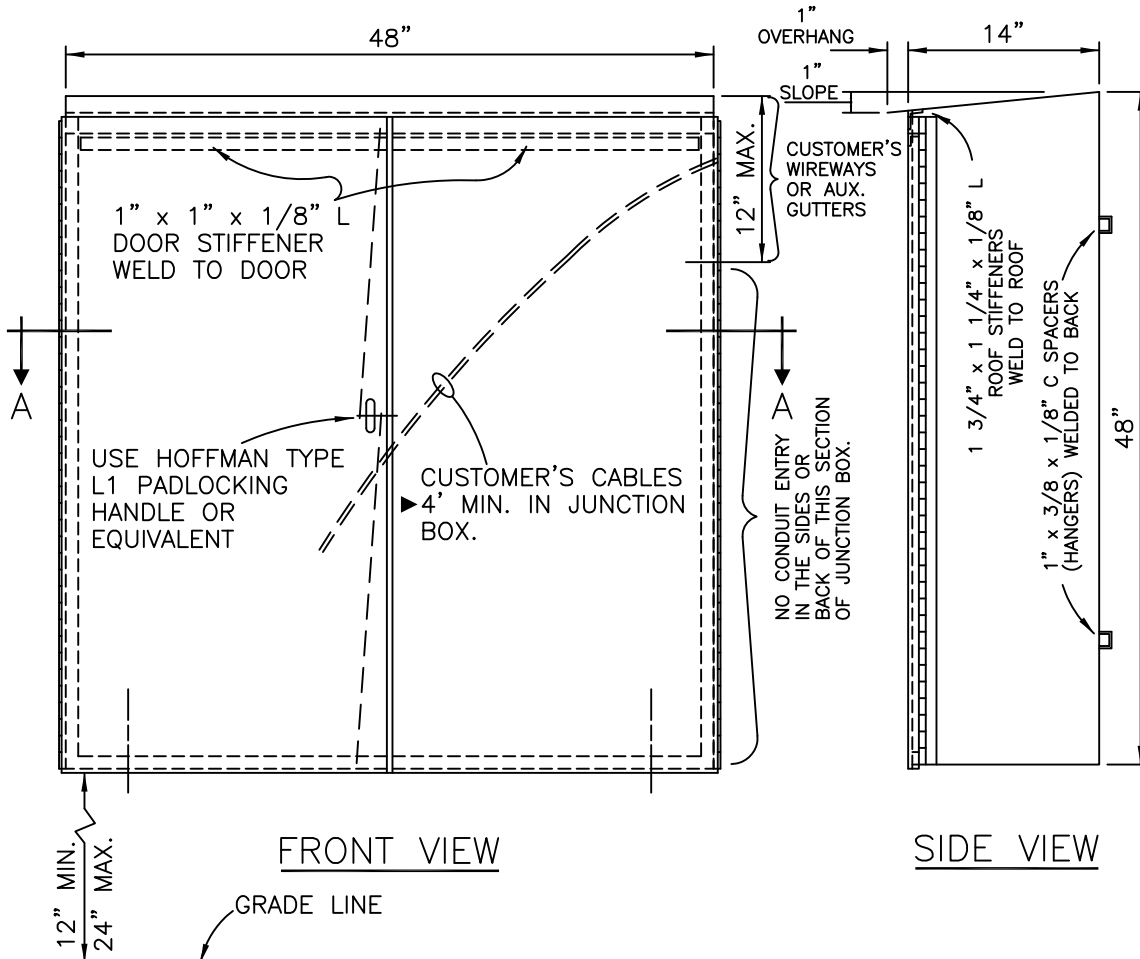 48”
1”
OVERHANG
14”
1”
SLOPE
12” MAX.
CUSTOMER'S
WIREWAYS
OR AUX.
GUTTERS
1” x 1” x 1/8” L
DOOR STIFFENER
WELD TO DOOR
1 3/4” x 1 1/4” x 1/8” L
ROOF STIFFENERS
WELD TO ROOF
1” x 3/8 x 1/8” C SPACERS
(HANGERS) WELDED TO BACK
48”
A
A
USE HOFFMAN TYPE
L1 PADLOCKING
HANDLE OR
EQUIVALENT
CUSTOMER'S CABLES
4' MIN. IN JUNCTION
BOX.
NO CONDUIT ENTRY
IN THE SIDES OR
BACK OF THIS SECTION
OF JUNCTION BOX.
FRONT VIEW
SIDE VIEW
12” MIN.
24” MAX.
GRADE LINE